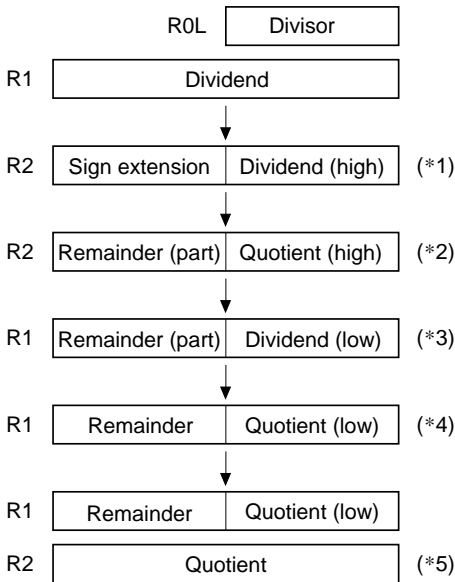 R0L Divisor
R1 Dividend
R2 Sign extension Dividend (high) (*1)
R2 Remainder (part) Quotient (high) (*2)
R1 Remainder (part) Dividend (low) (*3)
R1 Remainder Quotient (low) (*4)
R1 Remainder Quotient (low)
R2 Quotient (*5)